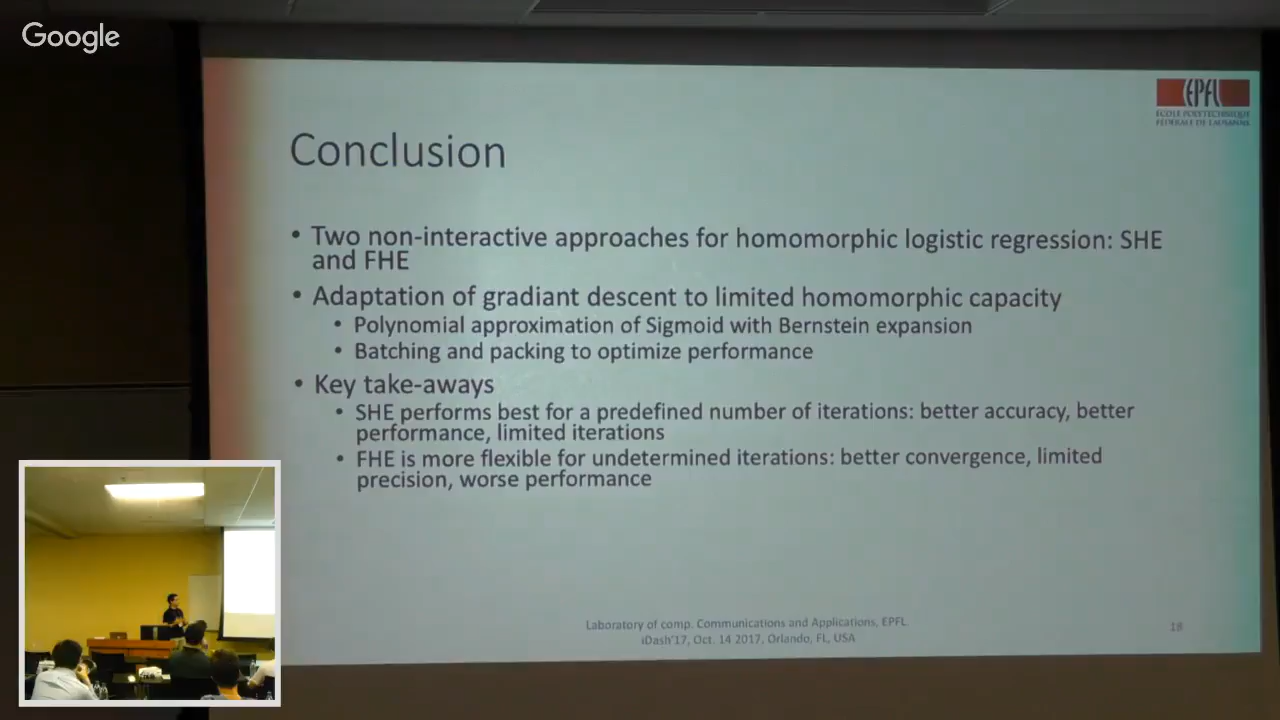 Google
EPFL
ECOLE POLYTECHNIQUE
FEDERALE DE LAUSANNE
Conclusion
• Two non-interactive approaches for homomorphic logistic regression: SHE
and FHE
• Adaptation of gradiant descent to limited homomorphic capacity
• Polynomial approximation of Sigmoid with Bernstein expansion
• Batching and packing to optimize performance
• Key take-aways
• SHE performs best for a predefined number of iterations: better accuracy, better
performance, limited iterations
• FHE is more flexible for undetermined iterations: better convergence, limited
precision, worse performance
Laboratory of comp. Communications and Applications, EPFL
iDash'17, Oct. 14 2017, Orlando, FL, USA
18